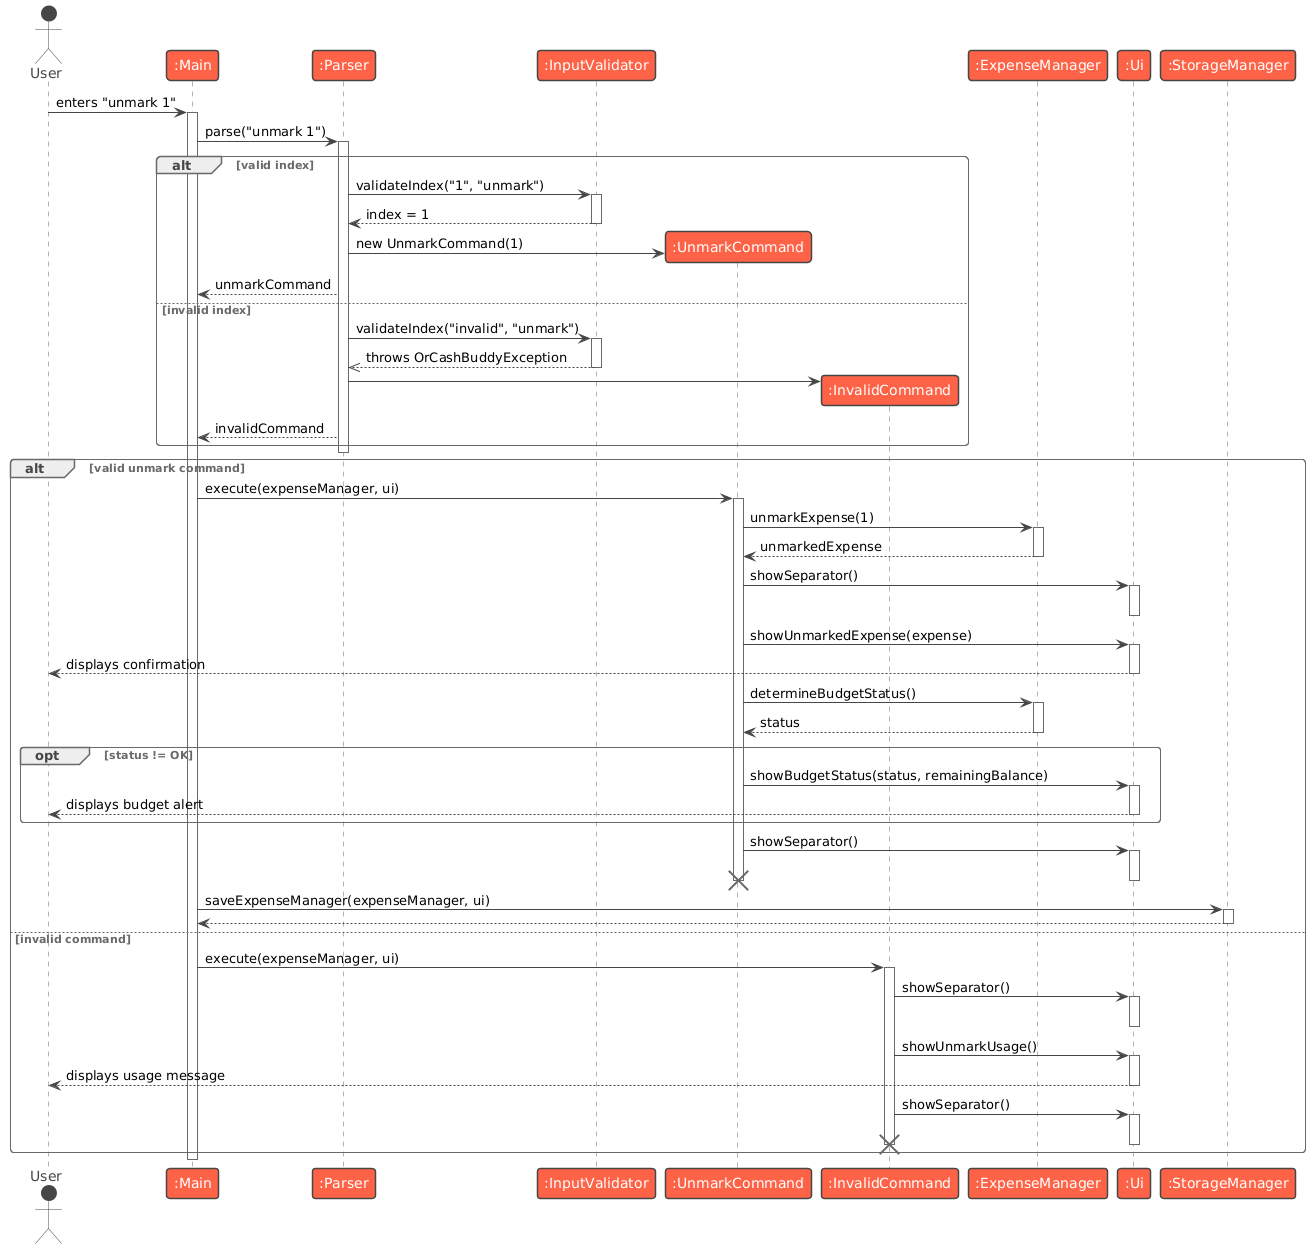 User
:Main
:Parser
:InputValidator
:ExpenseManager
:Ui
:StorageManager
enters "unmark 1"
parse("unmark 1")
alt [valid index]
validateIndex("1", "unmark")
index = 1
new UnmarkCommand(1)
:UnmarkCommand
unmarkCommand
[invalid index]
validateIndex("invalid", "unmark")
throws OrCashBuddyException
:InvalidCommand
invalidCommand
alt [valid unmark command]
execute(expenseManager, ui)
unmarkExpense(1)
unmarkedExpense
showSeparator()
showUnmarkedExpense(expense)
displays confirmation
determineBudgetStatus()
status
opt [status != OK]
showBudgetStatus(status, remainingBalance)
displays budget alert
showSeparator()
saveExpenseManager(expenseManager, ui)
[invalid command]
execute(expenseManager, ui)
showSeparator()
showUnmarkUsage()
displays usage message
showSeparator()
User
:Main
:Parser
:InputValidator
:UnmarkCommand
:InvalidCommand
:ExpenseManager
:Ui
:StorageManager